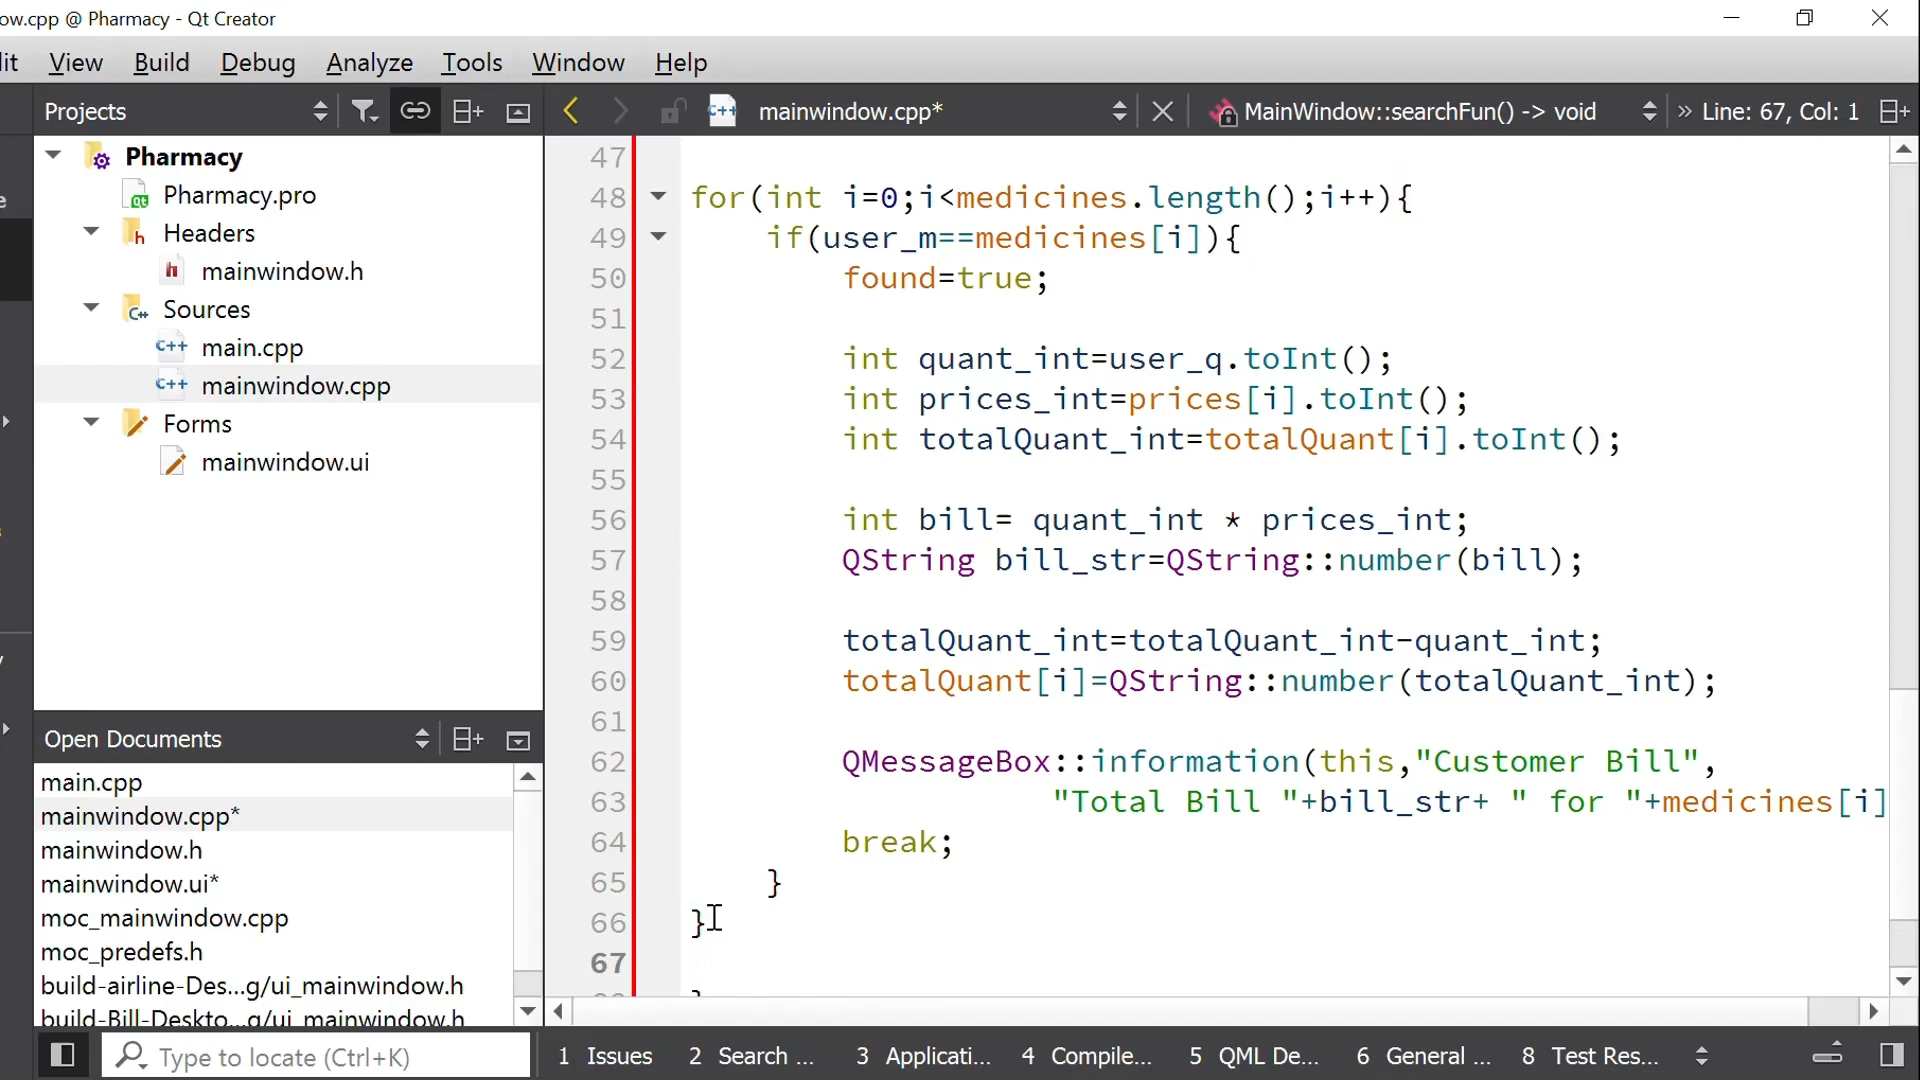 ow.cpp @ Pharmacy - Qt Creator
it View Build Debug Analyze Tools Window Help
Projects
mainwindow.cpp*
MainWindow::searchFun() -> void
» Line: 67, Col: 1
Pharmacy
Pharmacy.pro
Headers
mainwindow.h
Sources
main.cpp
mainwindow.cpp
Forms
mainwindow.ui
47
48 for(int i=0;i<medicines.length();i++){
49 if(user_m==medicines[i]){
50 found=true;
51
52 int quant_int=user_q.toInt();
53 int prices_int=prices[i].toInt();
54 int totalQuant_int=totalQuant[i].toInt();
55
56 int bill= quant_int * prices_int;
57 QString bill_str=QString::number(bill);
58
59 totalQuant_int=totalQuant_int-quant_int;
60 totalQuant[i]=QString::number(totalQuant_int);
61
62 QMessageBox::information(this,"Customer Bill",
63 "Total Bill "+bill_str+ " for "+medicines[i]
64 break;
65 }
66 }
67
Open Documents
main.cpp
mainwindow.cpp*
mainwindow.h
mainwindow.ui*
moc_mainwindow.cpp
moc_predefs.h
build-airline-Des...g/ui_mainwindow.h
build-Bill-Deskto...g/ui_mainwindow.h
Type to locate (Ctrl+K)
1 Issues 2 Search ... 3 Applicati... 4 Compile... 5 QML De... 6 General ... 8 Test Res...